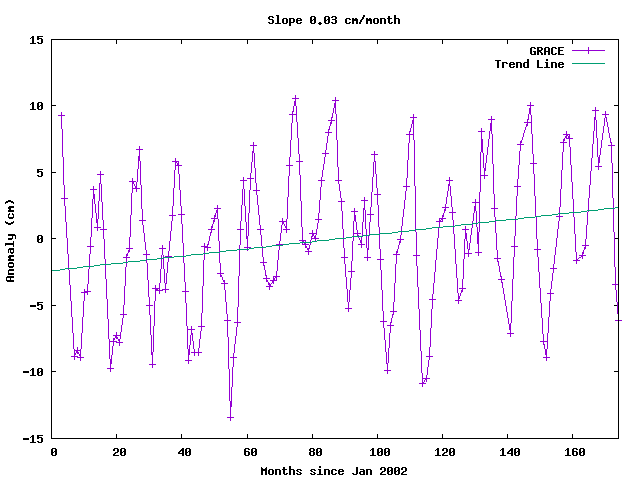 Slope 0.03 cm/month
GRACE
Trend Line
15
10
5
0
-5
-10
-15
Anomaly (cm)
0 20 40 60 80 100 120 140 160
Months since Jan 2002